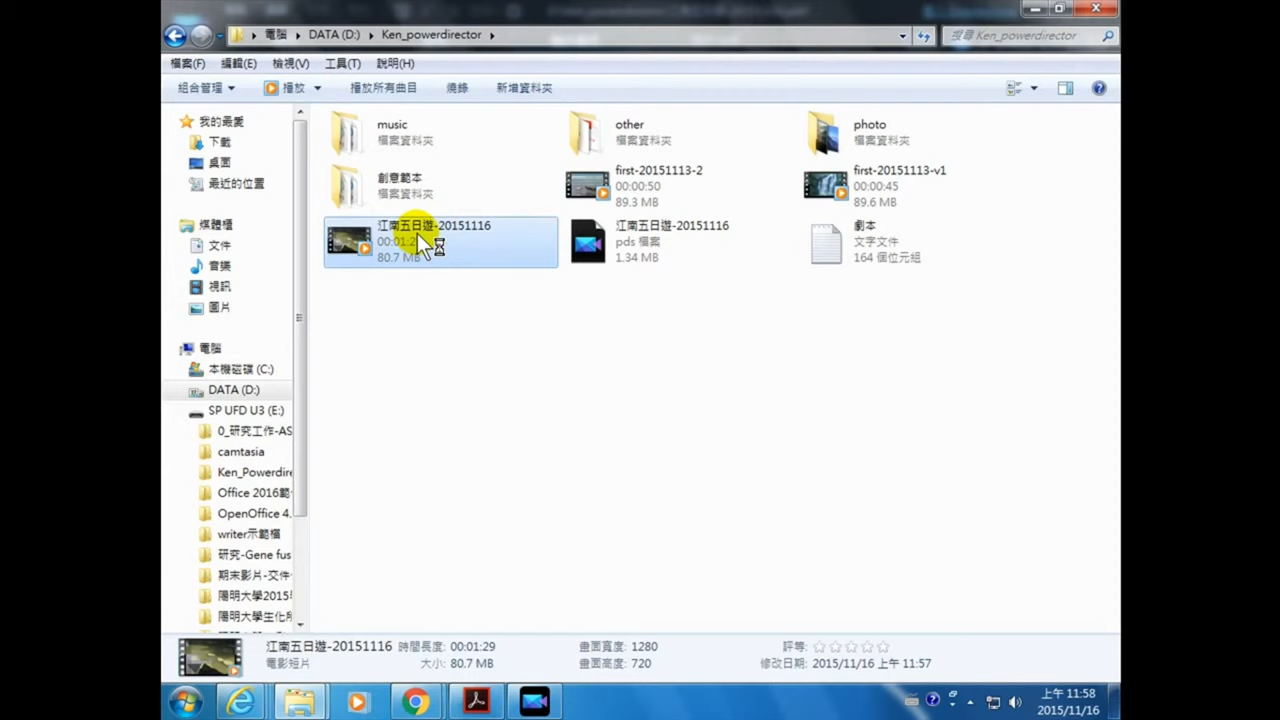 電腦 DATA (D:) Ken_powerdirector
搜尋 Ken_powerdirector
檔案(F) 編輯(E) 檢視(V) 工具(T) 說明(H)
組合管理 播放 播放所有曲目 燒錄 新增資料夾
我的最愛
下載
桌面
最近的位置
媒體櫃
文件
音樂
視訊
圖片
電腦
本機磁碟 (C:)
DATA (D:)
SP UFD U3 (E:)
0_研究工作-AS
camtasia
Ken_Powerdire
Office 2016範
OpenOffice 4.
writer示範檔
研究-Gene fus
期末影片-交件
陽明大學2015
陽明大學生化所
music
檔案資料夾
other
檔案資料夾
photo
檔案資料夾
創意範本
檔案資料夾
first-20151113-2
00:00:50
89.3 MB
first-20151113-v1
00:00:45
89.6 MB
江南五日遊-20151116
00:01:2
80.7 MB
江南五日遊-20151116
pds 檔案
1.34 MB
劇本
文字文件
164 個位元組
江南五日遊-20151116 時間長度: 00:01:29 畫面寬度: 1280 評等:
電影短片 大小: 80.7 MB 畫面高度: 720 修改日期: 2015/11/16 上午 11:57
上午 11:58
2015/11/16